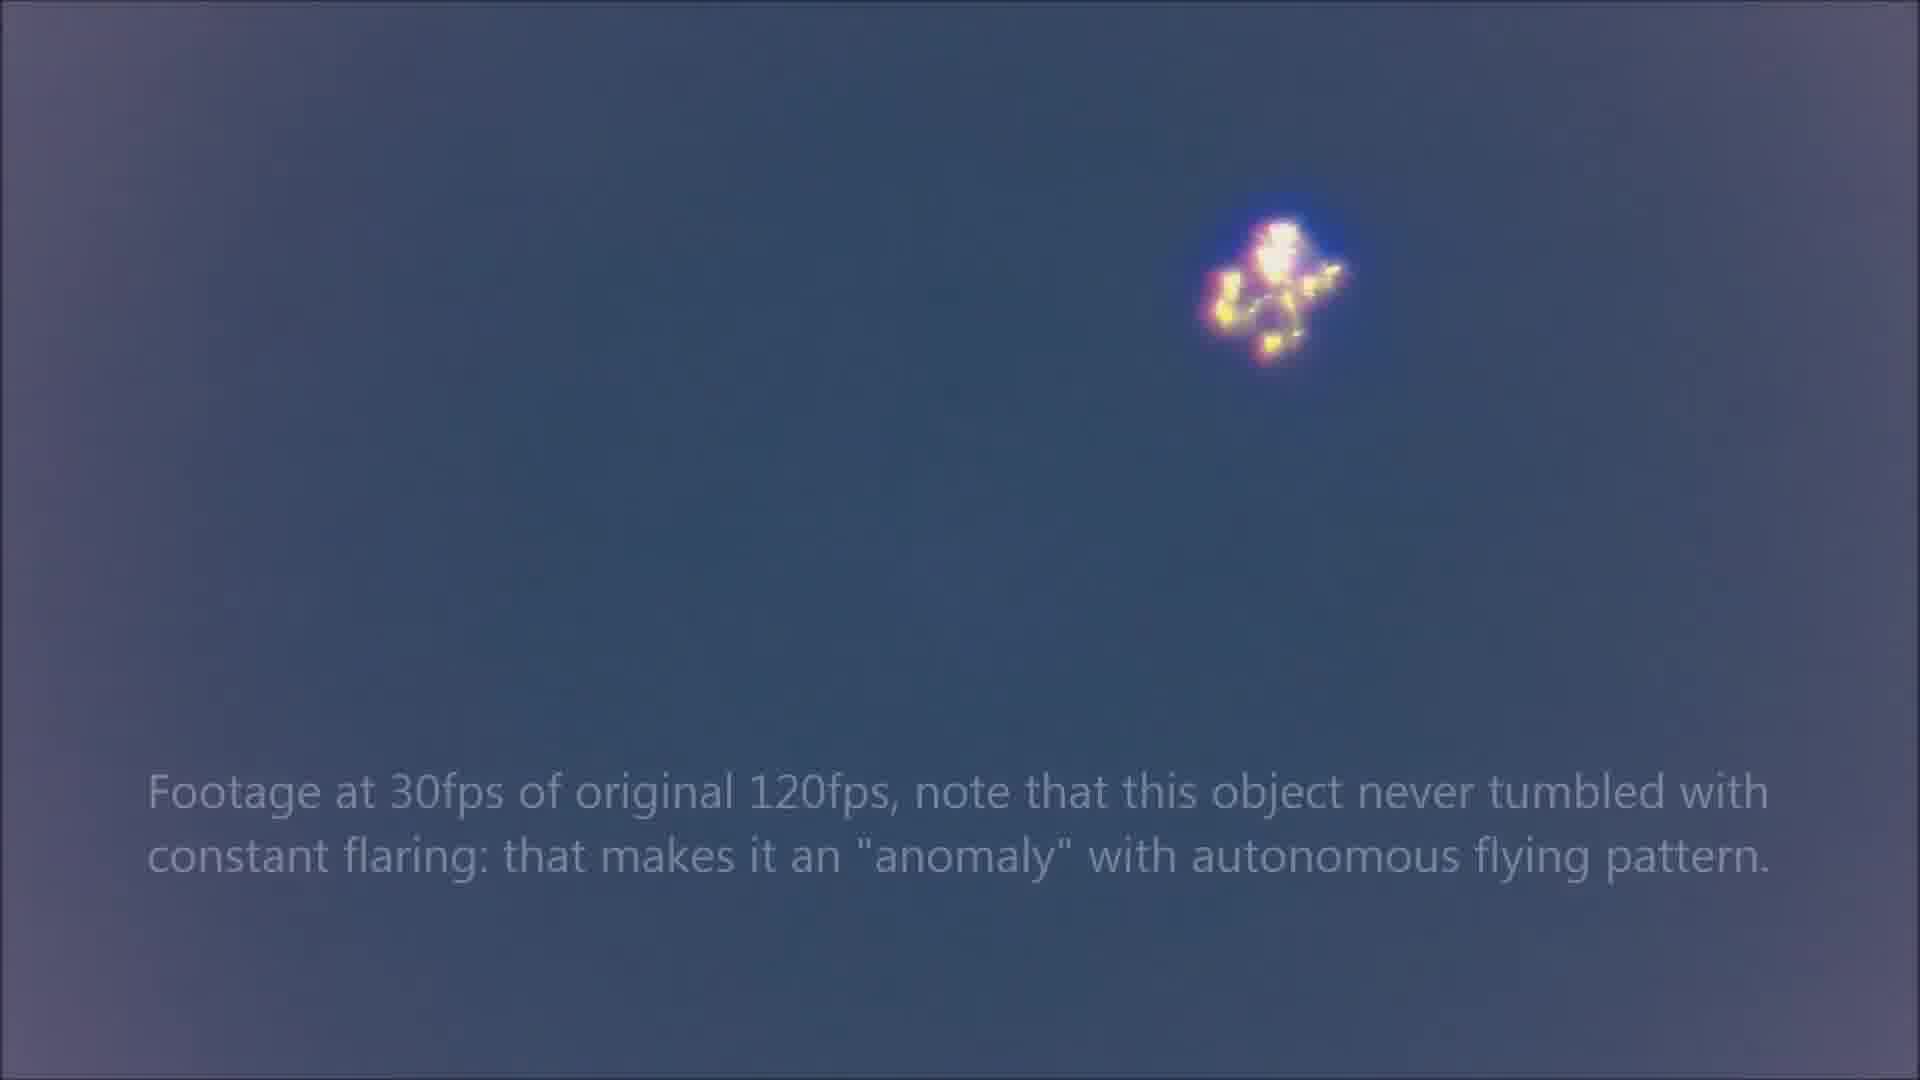 Footage at 30fps of original 120fps, note that this object never tumbled with
constant flaring: that makes it an "anomaly" with autonomous flying pattern.